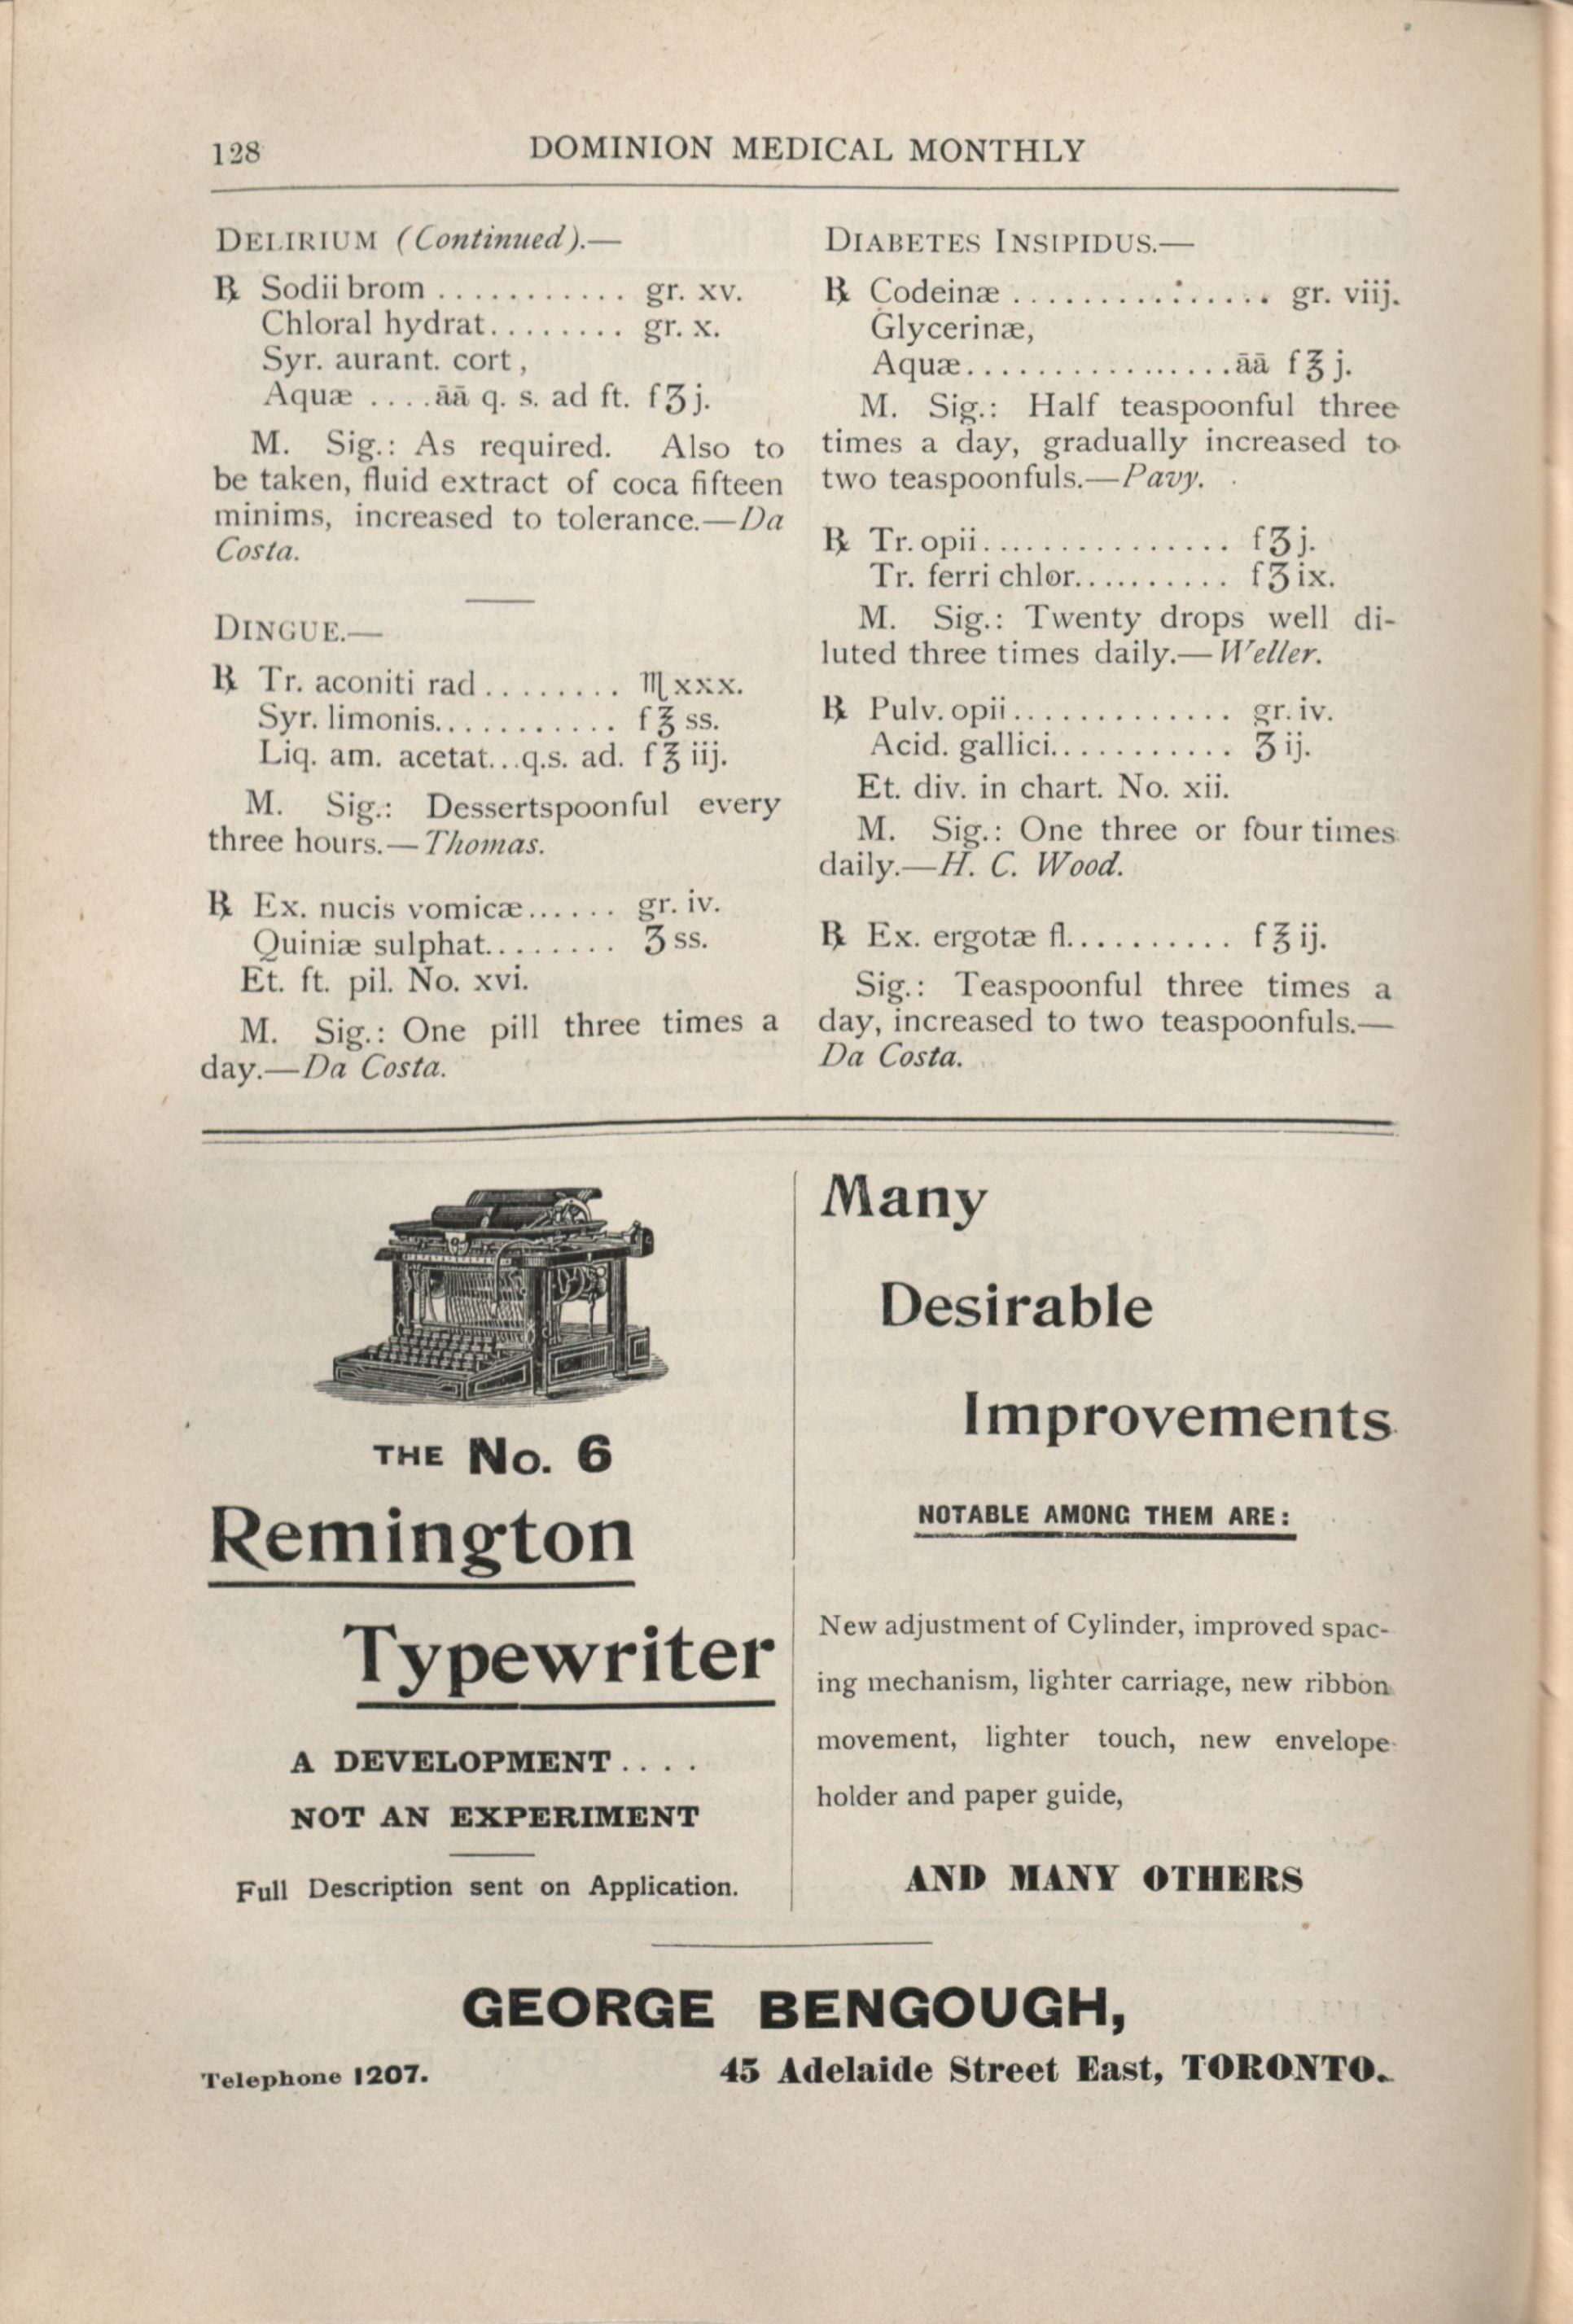 128
DOMINION MEDICAL MONTHLY
DELIRIUM (Continued).—
℞ Sodii brom ........... gr. xv.
Chloral hydrat........ gr. x.
Syr. aurant. cort,
Aquæ ....āā q. s. ad ft. fʒj.
M. Sig.: As required. Also to
be taken, fluid extract of coca fifteen
minims, increased to tolerance.—Da
Costa.
DINGUE.—
℞ Tr. aconiti rad........ ♏xxx.
Syr. limonis........... f℥ss.
Liq. am. acetat...q.s. ad. f℥iij.
M. Sig.: Dessertspoonful every
three hours.—Thomas.
℞ Ex. nucis vomicæ...... gr. iv.
Quiniæ sulphat........ ʒss.
Et. ft. pil. No. xvi.
M. Sig.: One pill three times a
day.—Da Costa.
DIABETES INSIPIDUS.—
℞ Codeinæ ............... gr. viij.
Glycerinæ,
Aquæ................āā f℥j.
M. Sig.: Half teaspoonful three
times a day, gradually increased to
two teaspoonfuls.—Pavy.
℞ Tr. opii............... fʒj.
Tr. ferri chlor.......... fʒix.
M. Sig.: Twenty drops well di-
luted three times daily.—Weller.
℞ Pulv. opii............. gr. iv.
Acid. gallici........... ʒij.
Et. div. in chart. No. xii.
M. Sig.: One three or four times
daily.—H. C. Wood.
℞ Ex. ergotæ fl.......... f℥ij.
Sig.: Teaspoonful three times a
day, increased to two teaspoonfuls.—
Da Costa.
THE No. 6
Remington
Typewriter
A DEVELOPMENT....
NOT AN EXPERIMENT
Full Description sent on Application.
Many
Desirable
Improvements
NOTABLE AMONG THEM ARE:
New adjustment of Cylinder, improved spac-
ing mechanism, lighter carriage, new ribbon
movement, lighter touch, new envelope
holder and paper guide,
AND MANY OTHERS
GEORGE BENGOUGH,
Telephone 1207.
45 Adelaide Street East, TORONTO.